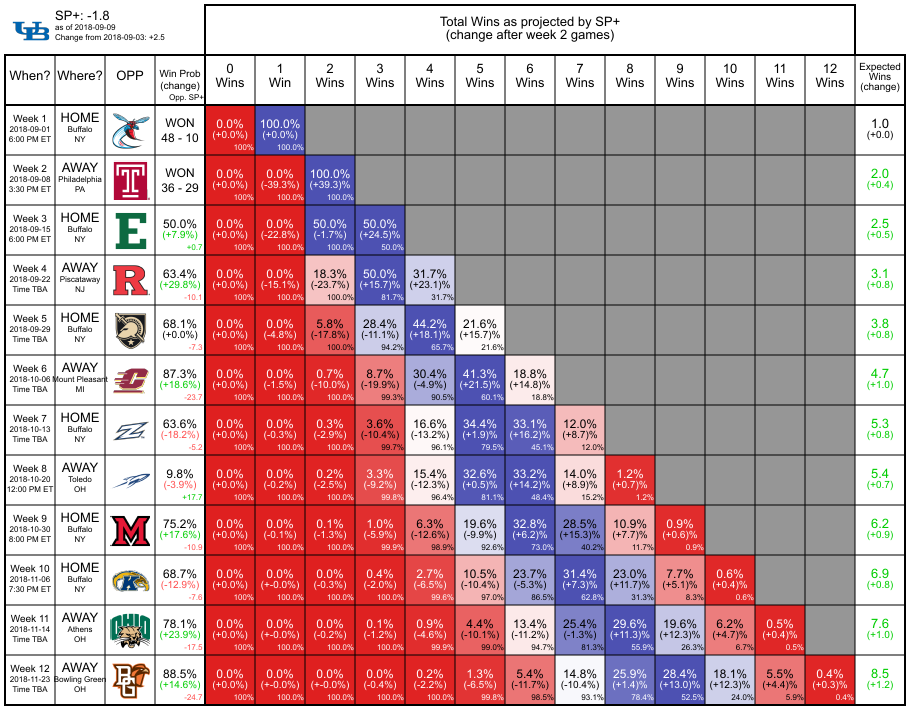 UB SP+: -1.8
as of 2018-09-09
Change from 2018-09-03: +2.5
Total Wins as projected by SP+
(change after week 2 games)
When? Where? OPP Win Prob (change) Opp. SP+ 0 Wins 1 Win 2 Wins 3 Wins 4 Wins 5 Wins 6 Wins 7 Wins 8 Wins 9 Wins 10 Wins 11 Wins 12 Wins Expected Wins (change)
Week 1 HOME WON 0.0% 100.0% 1.0
2018-09-01 Buffalo 48 - 10 (+0.0%) (+0.0%) (+0.0)
6:00 PM ET NY 100% 100.0%
Week 2 AWAY T WON 0.0% 0.0% 100.0% 2.0
2018-09-08 Philadelphia 36 - 29 (+0.0%) (-39.3%) (+39.3)% (+0.4)
3:30 PM ET PA 100% 100.0% 100.0%
Week 3 HOME E 50.0% 0.0% 0.0% 50.0% 50.0% 2.5
2018-09-15 Buffalo (+7.9%) (+0.0%) (-22.8%) (-1.7%) (+24.5)% (+0.5)
6:00 PM ET NY +0.7 100% 100.0% 100.0% 50.0%
Week 4 AWAY R 63.4% 0.0% 0.0% 18.3% 50.0% 31.7% 3.1
2018-09-22 Piscataway (+29.8%) (+0.0%) (-15.1%) (-23.7%) (+15.7)% (+23.1)% (+0.8)
Time TBA NJ -10.1 100% 100.0% 100.0% 81.7% 31.7%
Week 5 HOME 68.1% 0.0% 0.0% 5.8% 28.4% 44.2% 21.6% 3.8
2018-09-29 Buffalo (+0.0%) (+0.0%) (-4.8%) (-17.8%) (-11.1%) (+18.1)% (+15.7)% (+0.8)
Time TBA NY -7.3 100% 100.0% 100.0% 94.2% 65.7% 21.6%
Week 6 AWAY C 87.3% 0.0% 0.0% 0.7% 8.7% 30.4% 41.3% 18.8% 4.7
2018-10-06 Mount Pleasant (+18.6%) (+0.0%) (-1.5%) (-10.0%) (-19.9%) (-4.9%) (+21.5)% (+14.8)% (+1.0)
Time TBA MI -23.7 100% 100.0% 100.0% 99.3% 90.5% 60.1% 18.8%
Week 7 HOME 63.6% 0.0% 0.0% 0.3% 3.6% 16.6% 34.4% 33.1% 12.0% 5.3
2018-10-13 Buffalo (-18.2%) (+0.0%) (-0.3%) (-2.9%) (-10.4%) (-13.2%) (+1.9)% (+16.2)% (+8.7)% (+0.8)
Time TBA NY -5.2 100% 100.0% 100.0% 99.7% 96.1% 79.5% 45.1% 12.0%
Week 8 AWAY 9.8% 0.0% 0.0% 0.2% 3.3% 15.4% 32.6% 33.2% 14.0% 1.2% 5.4
2018-10-20 Toledo (-3.9%) (+0.0%) (-0.2%) (-2.5%) (-9.2%) (-12.3%) (+0.5)% (+14.2)% (+8.9)% (+0.7)% (+0.7)
12:00 PM ET OH +17.7 100% 100.0% 100.0% 99.8% 96.4% 81.1% 48.4% 15.2% 1.2%
Week 9 HOME M 75.2% 0.0% 0.0% 0.1% 1.0% 6.3% 19.6% 32.8% 28.5% 10.9% 0.9% 6.2
2018-10-30 Buffalo (+17.6%) (+0.0%) (-0.1%) (-1.3%) (-5.9%) (-12.6%) (-9.9%) (+6.2)% (+15.3)% (+7.7)% (+0.6)% (+0.9)
8:00 PM ET NY -10.9 100% 100.0% 100.0% 99.9% 98.9% 92.6% 73.0% 40.2% 11.7% 0.9%
Week 10 HOME K 68.7% 0.0% 0.0% 0.0% 0.4% 2.7% 10.5% 23.7% 31.4% 23.0% 7.7% 0.6% 6.9
2018-11-06 Buffalo (-12.9%) (+0.0%) (+-0.0%) (-0.3%) (-2.0%) (-6.5%) (-10.4%) (-5.3%) (+7.3)% (+11.7)% (+5.1)% (+0.4)% (+0.8)
7:30 PM ET NY -7.6 100% 100.0% 100.0% 100.0% 99.6% 97.0% 86.5% 62.8% 31.3% 8.3% 0.6%
Week 11 AWAY OHIO 78.1% 0.0% 0.0% 0.0% 0.1% 0.9% 4.4% 13.4% 25.4% 29.6% 19.6% 6.2% 0.5% 7.6
2018-11-14 Athens (+23.9%) (+0.0%) (+-0.0%) (-0.2%) (-1.2%) (-4.6%) (-10.1%) (-11.2%) (-1.3%) (+11.3)% (+12.3)% (+4.7)% (+0.4)% (+1.0)
Time TBA OH -17.5 100% 100.0% 100.0% 100.0% 99.9% 99.0% 94.7% 81.3% 55.9% 26.3% 6.7% 0.5%
Week 12 AWAY BG 88.5% 0.0% 0.0% 0.0% 0.0% 0.2% 1.3% 5.4% 14.8% 25.9% 28.4% 18.1% 5.5% 0.4% 8.5
2018-11-23 Bowling Green (+14.6%) (+0.0%) (+-0.0%) (+-0.0%) (-0.4%) (-2.2%) (-6.5%) (-11.7%) (-10.4%) (+1.4)% (+13.0)% (+12.3)% (+4.4)% (+0.3)% (+1.2)
Time TBA OH -24.7 100% 100.0% 100.0% 100.0% 100.0% 99.8% 98.5% 93.1% 78.4% 52.5% 24.0% 5.9% 0.4%